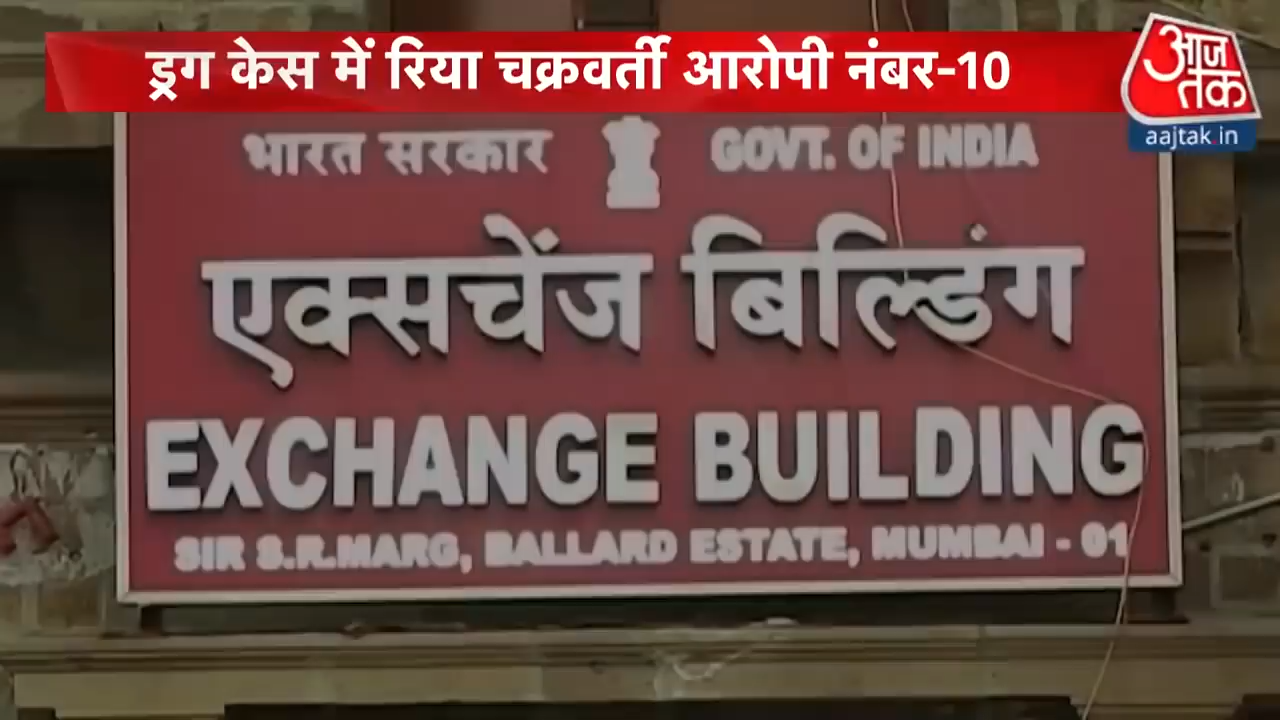 ड्रग केस में रिया चक्रवर्ती आरोपी नंबर-10
आज
तक
aajtak.in
भारत सरकार GOVT. OF INDIA
एक्सचेंज बिल्डिंग
EXCHANGE BUILDING
SIR S.R.MARG, BALLARD ESTATE, MUMBAI - 01